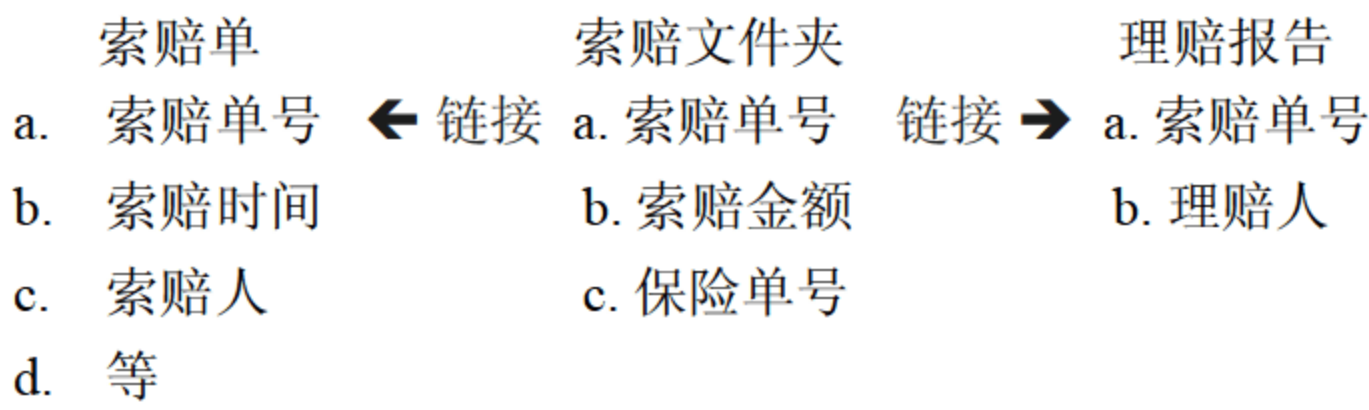 索赔单 索赔文件夹 理赔报告
a. 索赔单号 ← 链接 a. 索赔单号 链接 → a. 索赔单号
b. 索赔时间 b. 索赔金额 b. 理赔人
c. 索赔人 c. 保险单号
d. 等